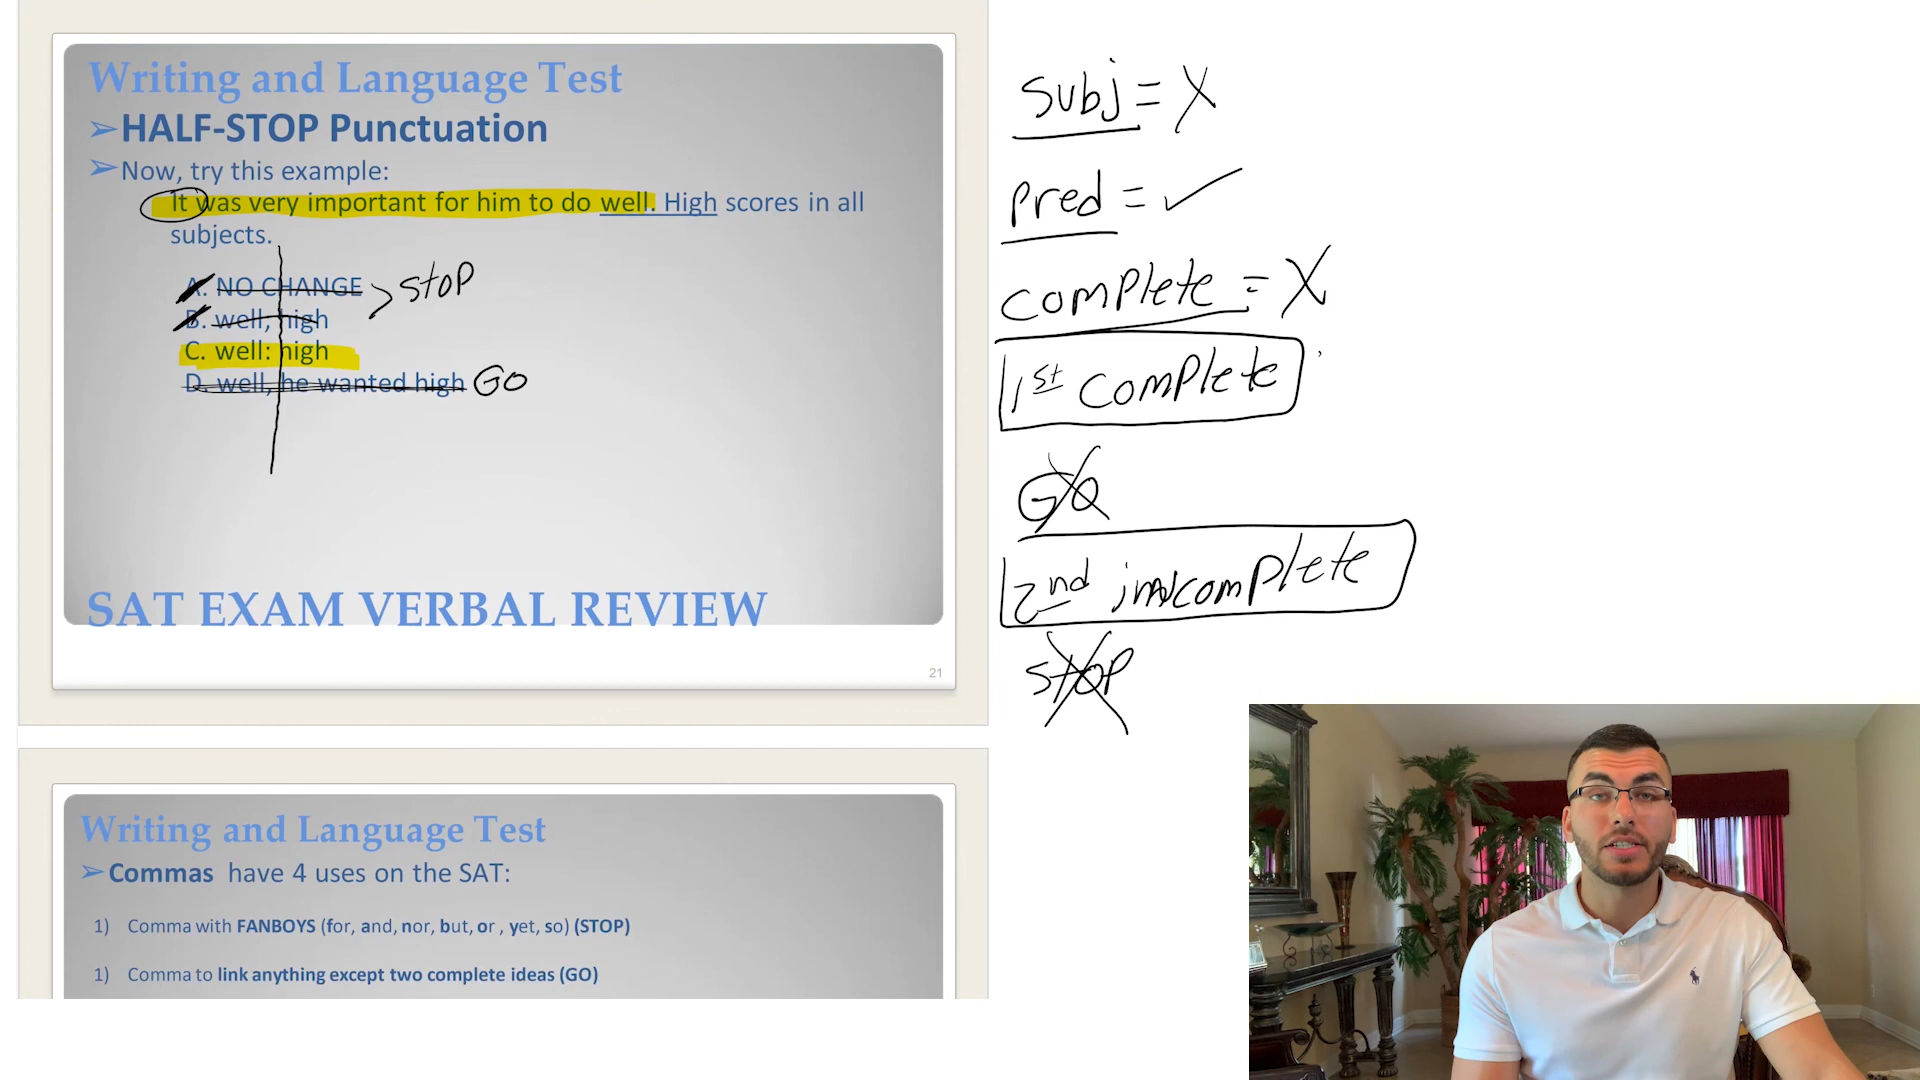 Writing and Language Test
➢HALF-STOP Punctuation
➢Now, try this example:
It was very important for him to do well. High scores in all
subjects.
A. NO CHANGE
B. well; high
C. well: high
D. well, he wanted high
stop
GO
SAT EXAM VERBAL REVIEW
21
Writing and Language Test
➢Commas have 4 uses on the SAT:
1) Comma with FANBOYS (for, and, nor, but, or , yet, so) (STOP)
1) Comma to link anything except two complete ideas (GO)
subj = X
pred = ✓
complete = X
1st complete
GO
2nd incomplete
stop